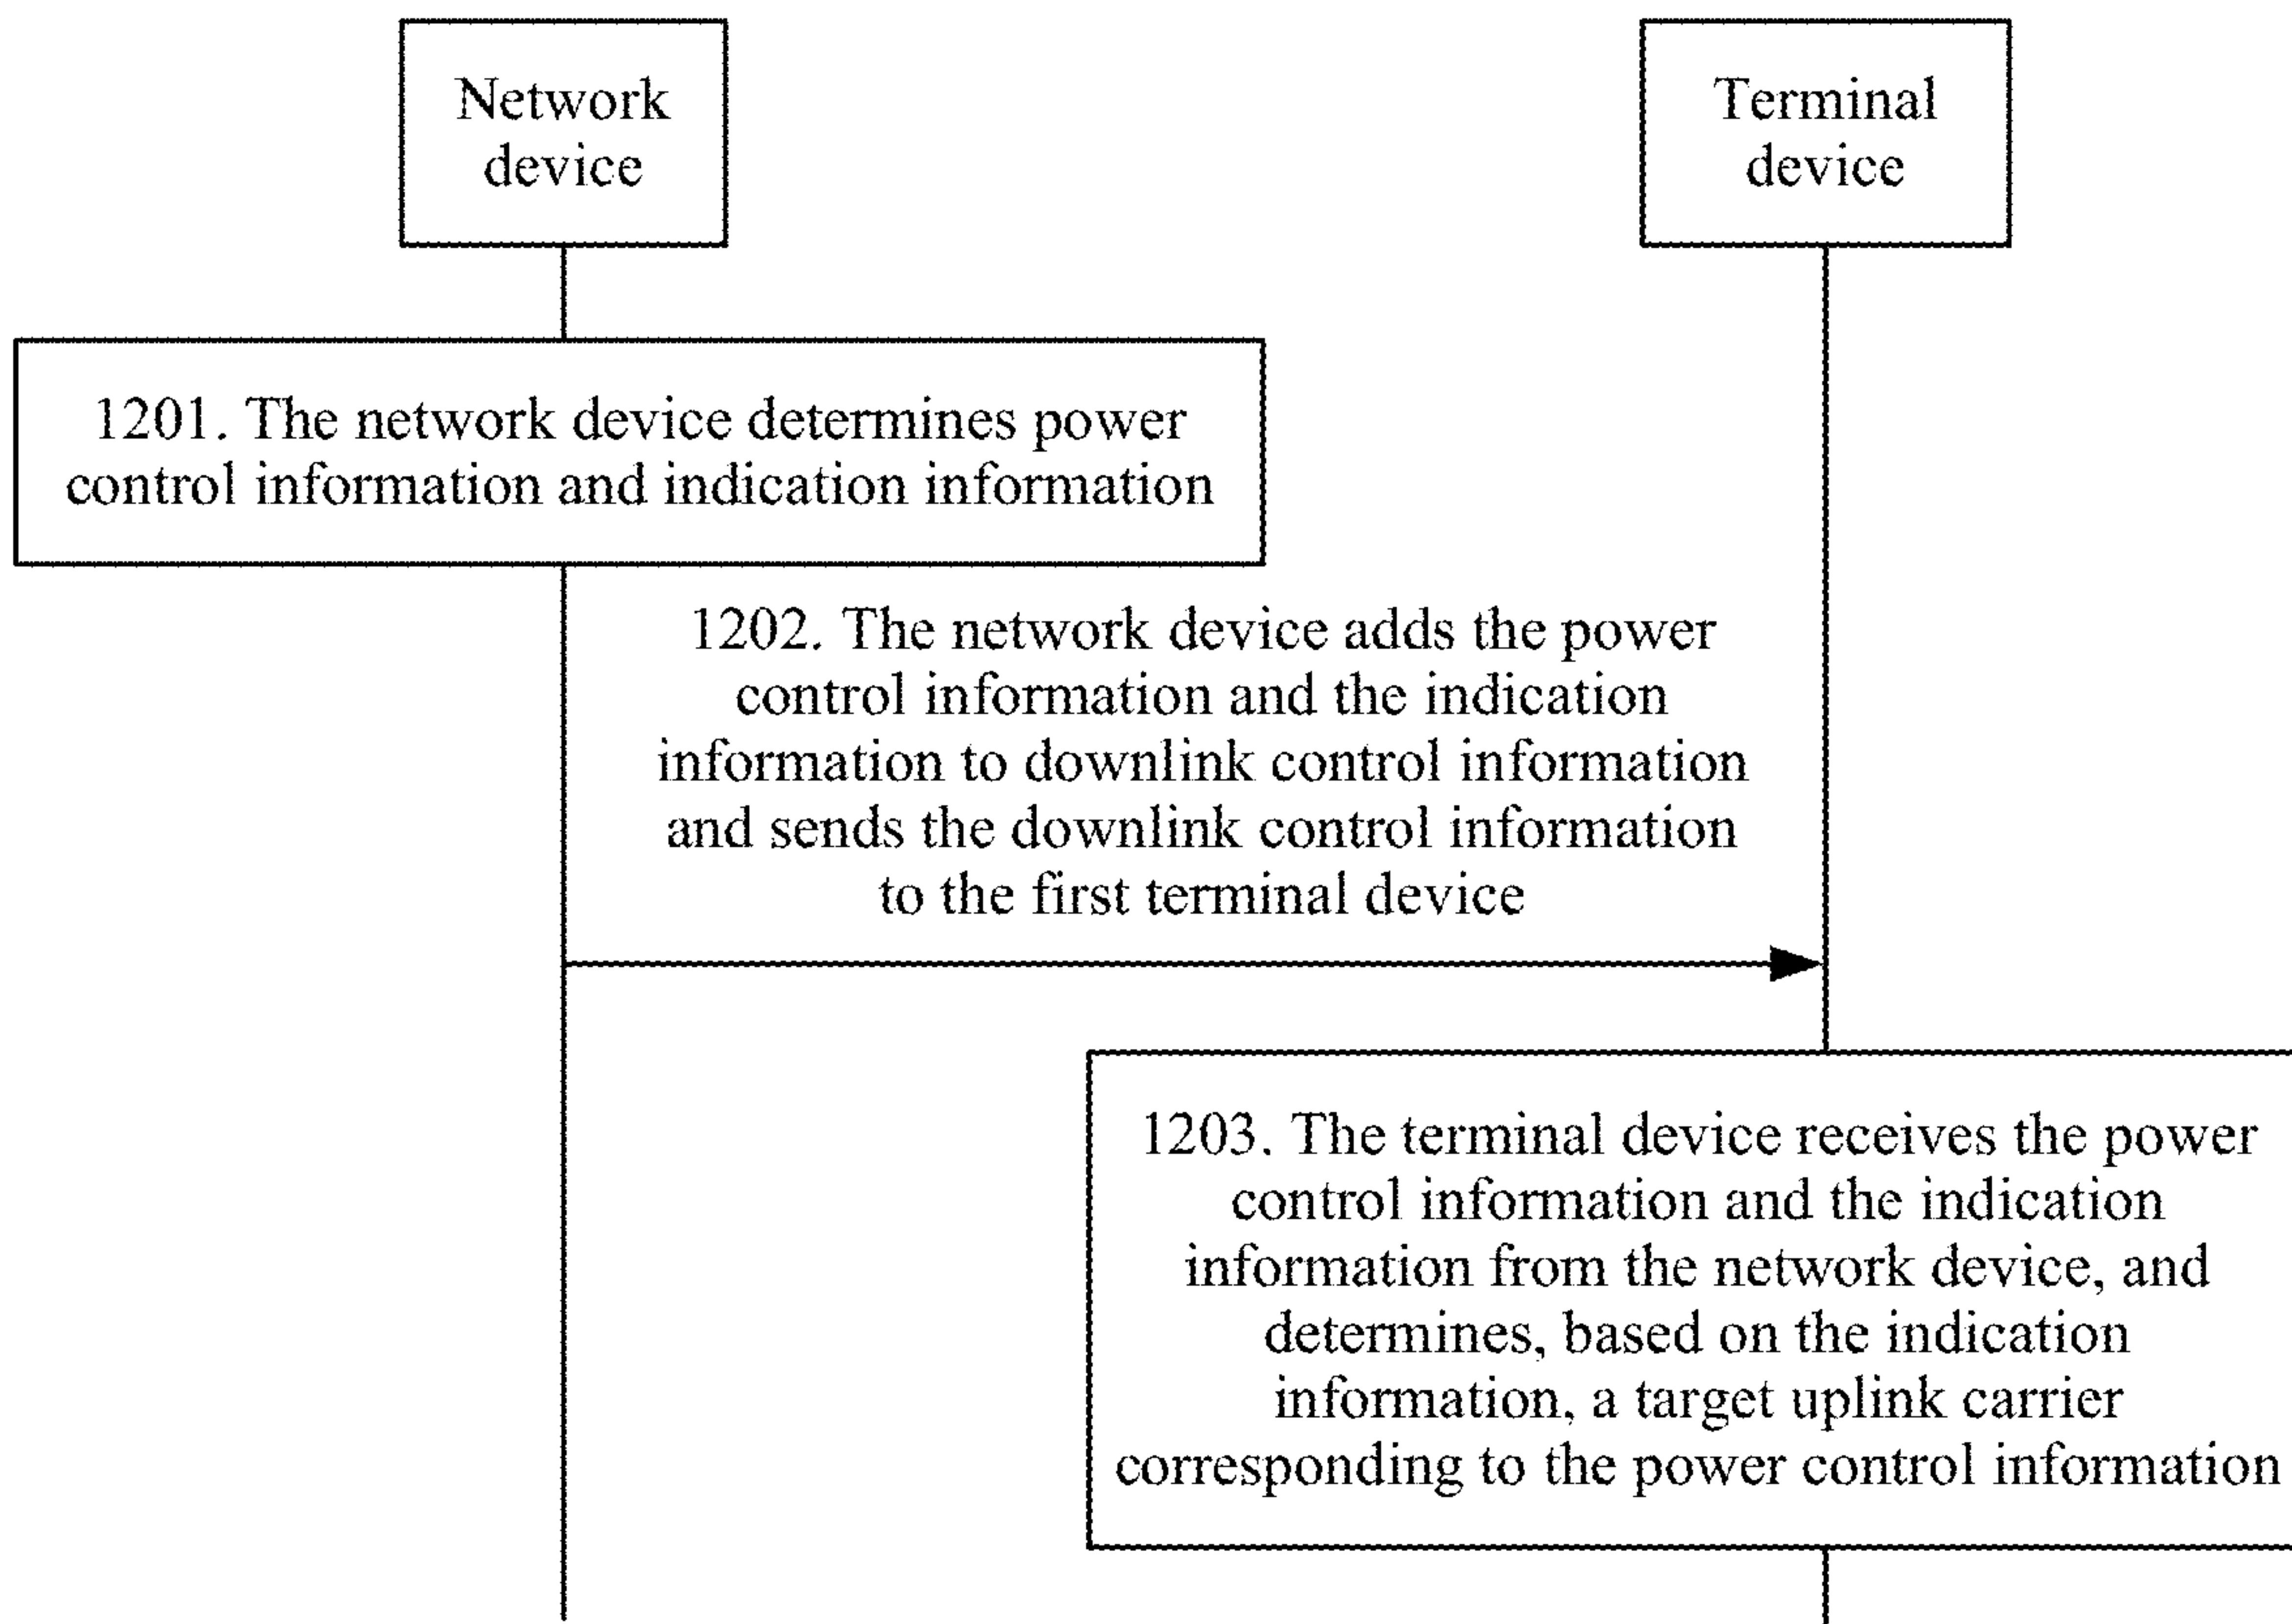 Network
device
Terminal
device
1201. The network device determines power
control information and indication information
1202. The network device adds the power
control information and the indication
information to downlink control information
and sends the downlink control information
to the first terminal device
1203. The terminal device receives the power
control information and the indication
information from the network device, and
determines, based on the indication
information, a target uplink carrier
corresponding to the power control information